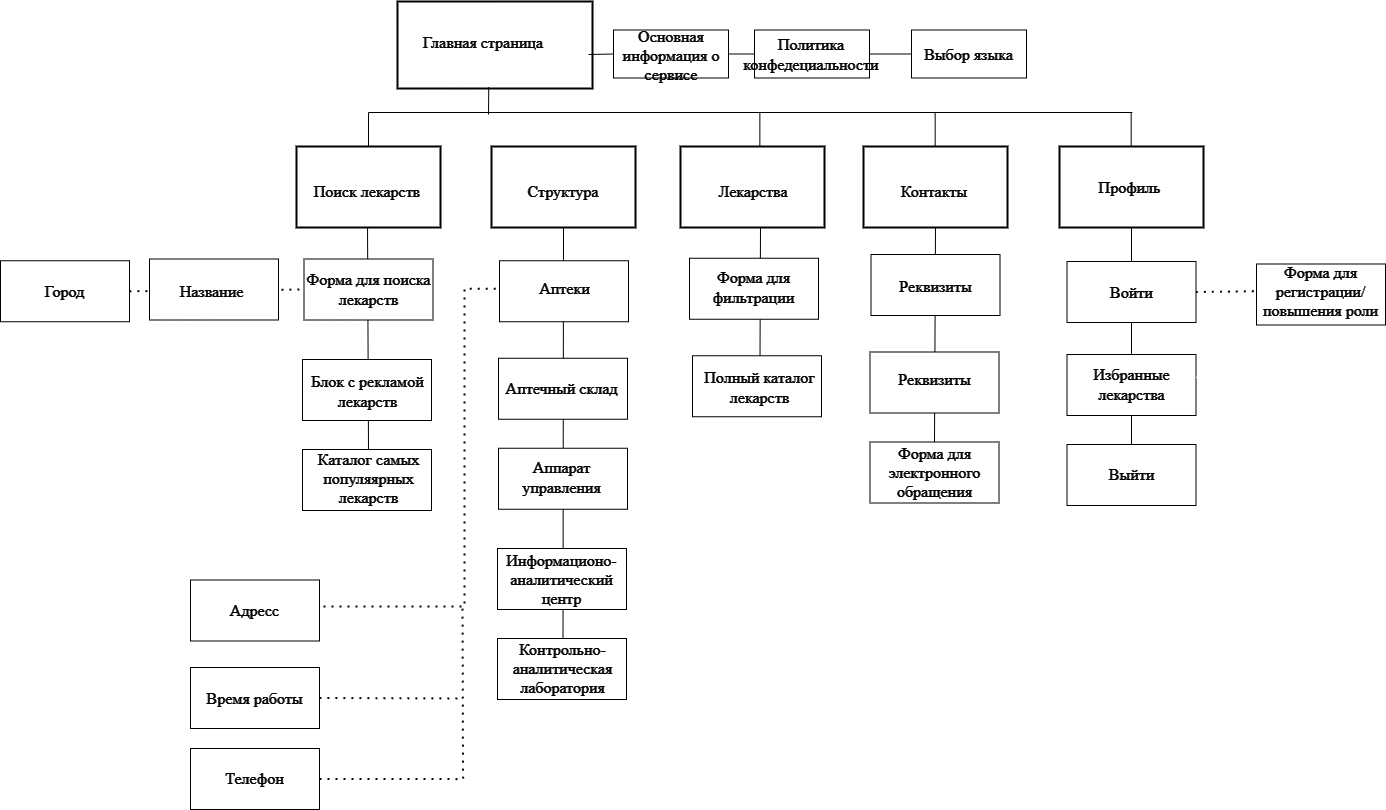 Главная страница
Основная
информация о
сервисе
Политика
конфедециальности
Выбор языка
Поиск лекарств
Структура
Лекарства
Контакты
Профиль
Город
Название
Форма для поиска
лекарств
Аптеки
Форма для
фильтрации
Реквизиты
Войти
Форма для
регистрации/
повышения роли
Блок с рекламой
лекарств
Аптечный склад
Полный каталог
лекарств
Реквизиты
Избранные
лекарства
Каталог самых
популяярных
лекарств
Аппарат
управления
Форма для
электронного
обращения
Выйти
Информационо-
аналитический
центр
Адресс
Контрольно-
аналитическая
лаборатория
Время работы
Телефон